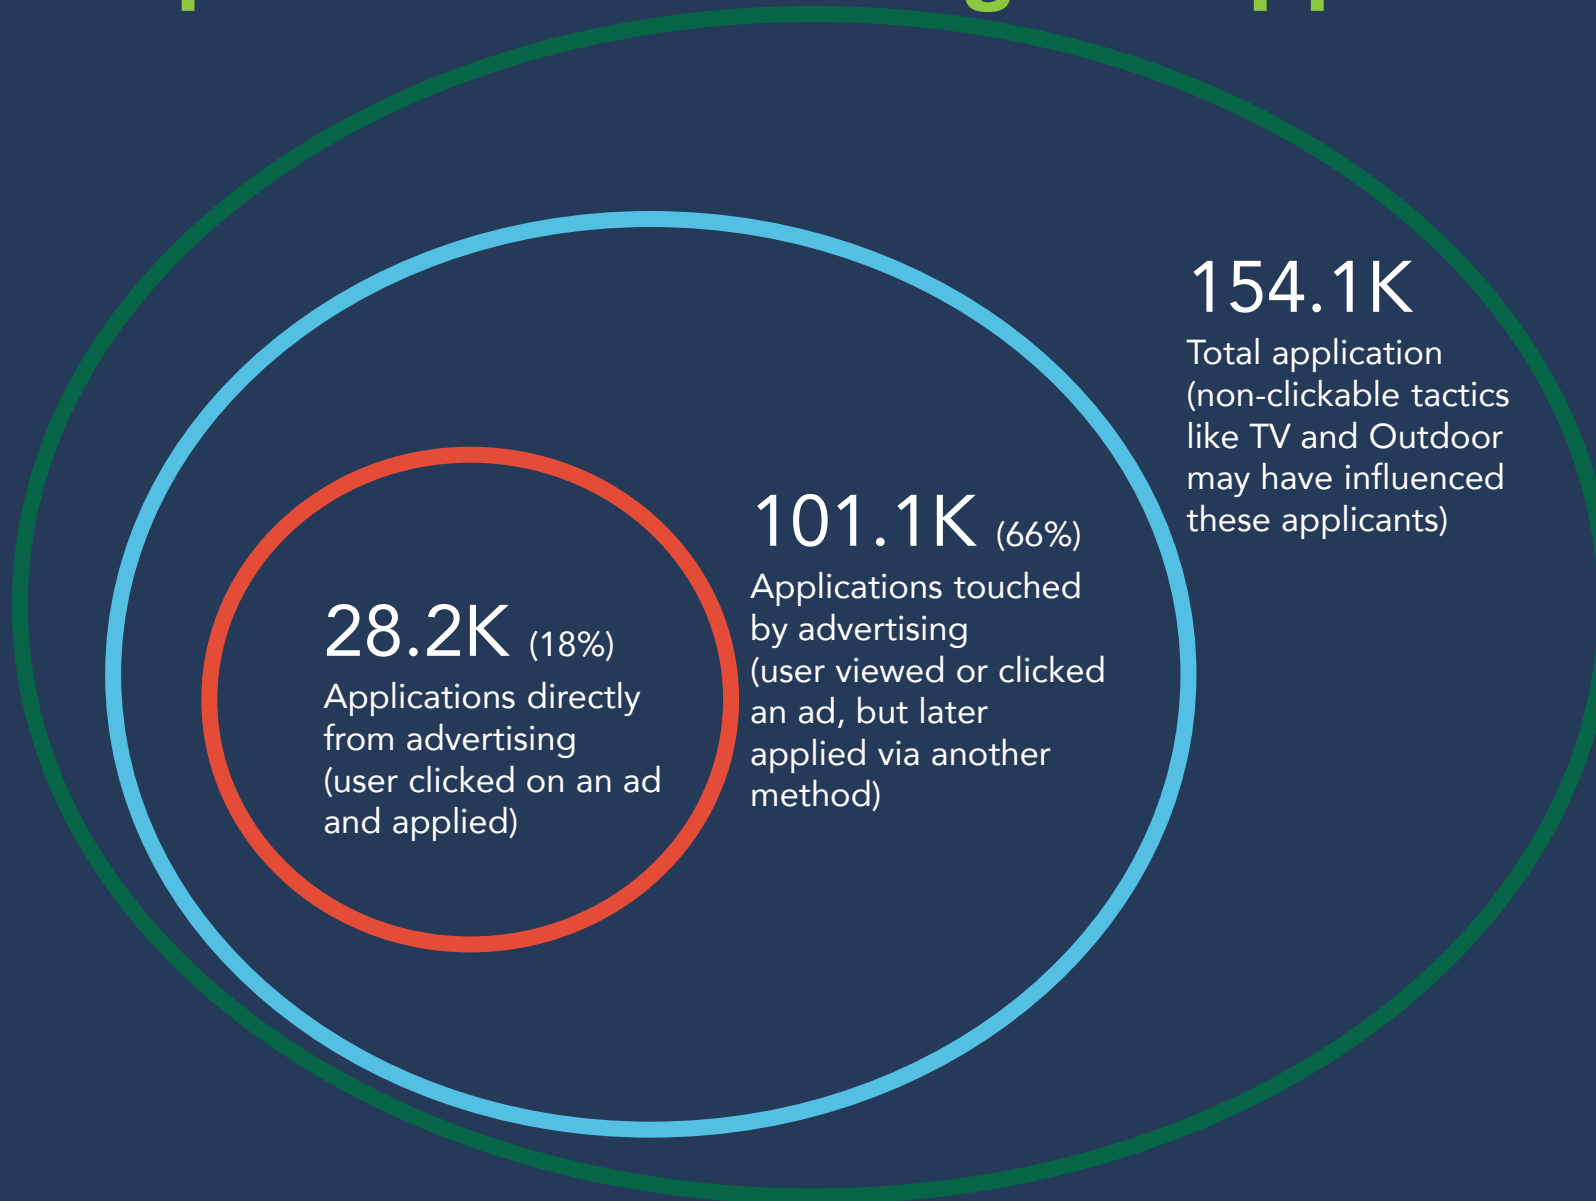 28.2K (18%)
Applications directly
from advertising
(user clicked on an ad
and applied)
101.1K (66%)
Applications touched
by advertising
(user viewed or clicked
an ad, but later
applied via another
method)
154.1K
Total application
(non-clickable tactics
like TV and Outdoor
may have influenced
these applicants)